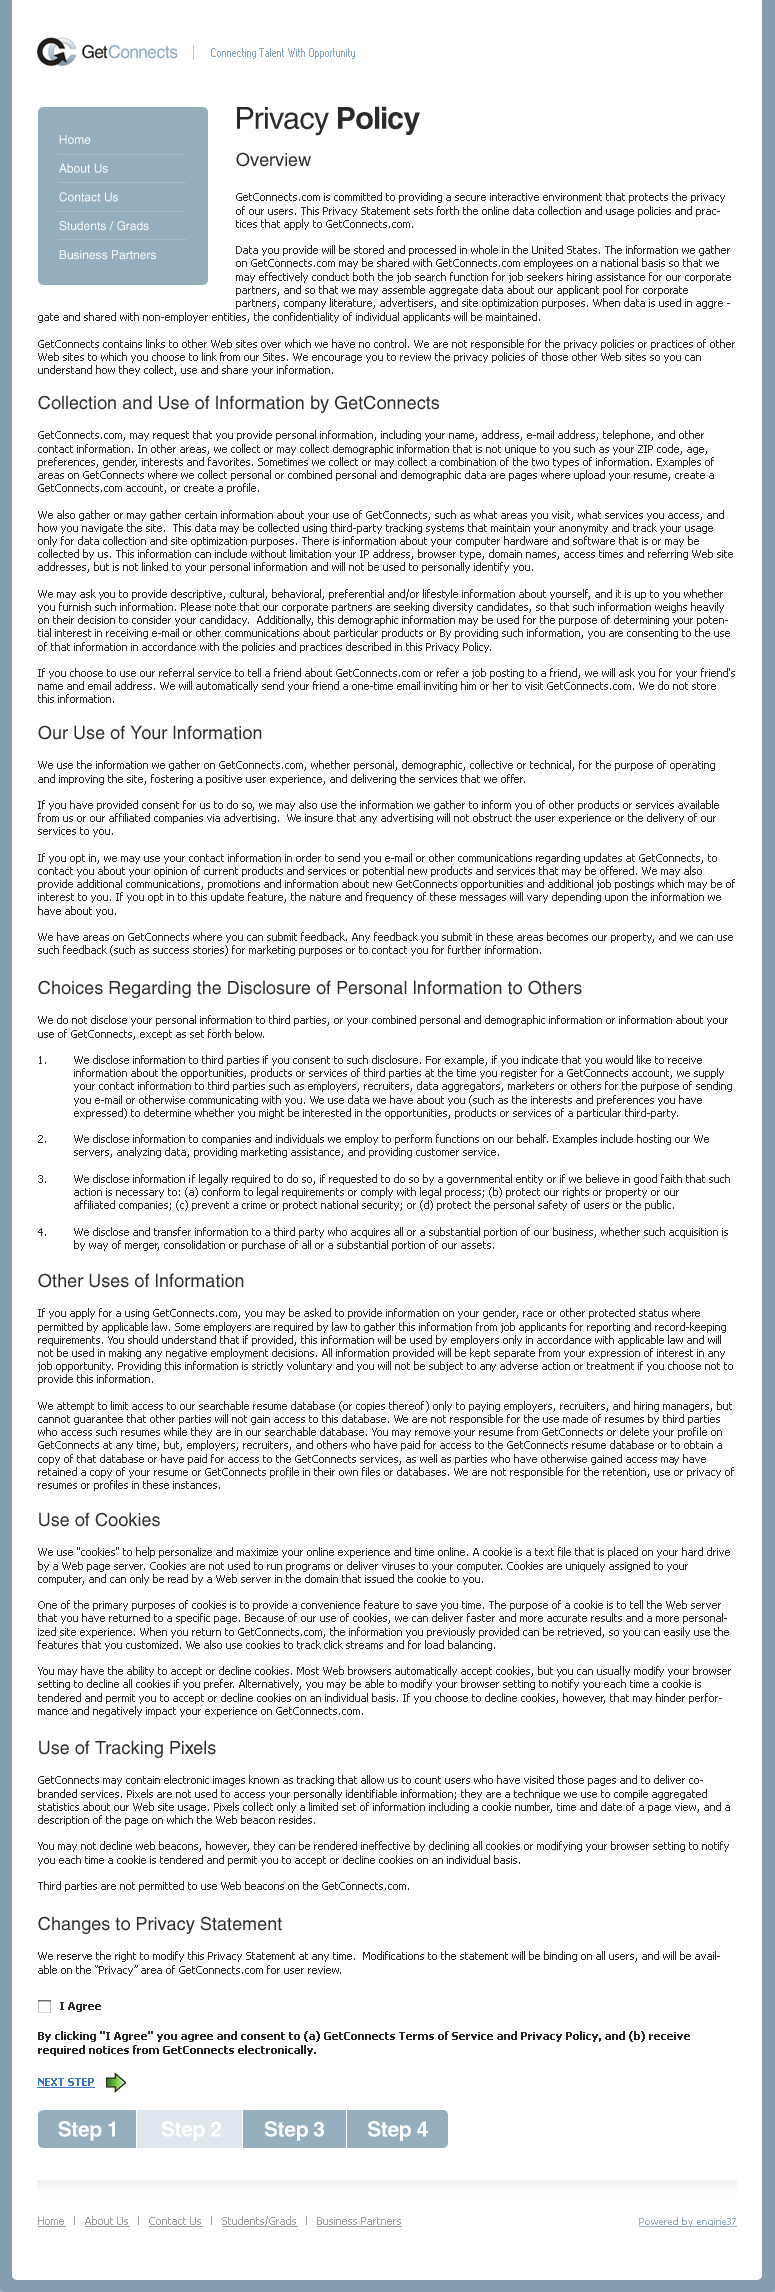 GetConnects
Connecting Talent With Opportunity
Home
About Us
Contact Us
Students / Grads
Business Partners
Privacy Policy
Overview
GetConnects.com is committed to providing a secure interactive environment that protects the privacy
of our users. This Privacy Statement sets forth the online data collection and usage policies and prac-
tices that apply to GetConnects.com.
Data you provide will be stored and processed in whole in the United States. The information we gather
on GetConnects.com may be shared with GetConnects.com employees on a national basis so that we
may effectively conduct both the job search function for job seekers hiring assistance for our corporate
partners, and so that we may assemble aggregate data about our applicant pool for corporate
partners, company literature, advertisers, and site optimization purposes. When data is used in aggre -
gate and shared with non-employer entities, the confidentiality of individual applicants will be maintained.
GetConnects contains links to other Web sites over which we have no control. We are not responsible for the privacy policies or practices of other
Web sites to which you choose to link from our Sites. We encourage you to review the privacy policies of those other Web sites so you can
understand how they collect, use and share your information.
Collection and Use of Information by GetConnects
GetConnects.com, may request that you provide personal information, including your name, address, e-mail address, telephone, and other
contact information. In other areas, we collect or may collect demographic information that is not unique to you such as your ZIP code, age,
preferences, gender, interests and favorites. Sometimes we collect or may collect a combination of the two types of information. Examples of
areas on GetConnects where we collect personal or combined personal and demographic data are pages where upload your resume, create a
GetConnects.com account, or create a profile.
We also gather or may gather certain information about your use of GetConnects, such as what areas you visit, what services you access, and
how you navigate the site.  This data may be collected using third-party tracking systems that maintain your anonymity and track your usage
only for data collection and site optimization purposes. There is information about your computer hardware and software that is or may be
collected by us. This information can include without limitation your IP address, browser type, domain names, access times and referring Web site
addresses, but is not linked to your personal information and will not be used to personally identify you.
We may ask you to provide descriptive, cultural, behavioral, preferential and/or lifestyle information about yourself, and it is up to you whether
you furnish such information. Please note that our corporate partners are seeking diversity candidates, so that such information weighs heavily
on their decision to consider your candidacy.  Additionally, this demographic information may be used for the purpose of determining your poten-
tial interest in receiving e-mail or other communications about particular products or By providing such information, you are consenting to the use
of that information in accordance with the policies and practices described in this Privacy Policy.
If you choose to use our referral service to tell a friend about GetConnects.com or refer a job posting to a friend, we will ask you for your friend's
name and email address. We will automatically send your friend a one-time email inviting him or her to visit GetConnects.com. We do not store
this information.
Our Use of Your Information
We use the information we gather on GetConnects.com, whether personal, demographic, collective or technical, for the purpose of operating
and improving the site, fostering a positive user experience, and delivering the services that we offer.
If you have provided consent for us to do so, we may also use the information we gather to inform you of other products or services available
from us or our affiliated companies via advertising.  We insure that any advertising will not obstruct the user experience or the delivery of our
services to you.
If you opt in, we may use your contact information in order to send you e-mail or other communications regarding updates at GetConnects, to
contact you about your opinion of current products and services or potential new products and services that may be offered. We may also
provide additional communications, promotions and information about new GetConnects opportunities and additional job postings which may be of
interest to you. If you opt in to this update feature, the nature and frequency of these messages will vary depending upon the information we
have about you.
We have areas on GetConnects where you can submit feedback. Any feedback you submit in these areas becomes our property, and we can use
such feedback (such as success stories) for marketing purposes or to contact you for further information.
Choices Regarding the Disclosure of Personal Information to Others
We do not disclose your personal information to third parties, or your combined personal and demographic information or information about your
use of GetConnects, except as set forth below.
1. We disclose information to third parties if you consent to such disclosure. For example, if you indicate that you would like to receive
information about the opportunities, products or services of third parties at the time you register for a GetConnects account, we supply
your contact information to third parties such as employers, recruiters, data aggregators, marketers or others for the purpose of sending
you e-mail or otherwise communicating with you. We use data we have about you (such as the interests and preferences you have
expressed) to determine whether you might be interested in the opportunities, products or services of a particular third-party.
2. We disclose information to companies and individuals we employ to perform functions on our behalf. Examples include hosting our We
servers, analyzing data, providing marketing assistance, and providing customer service.
3. We disclose information if legally required to do so, if requested to do so by a governmental entity or if we believe in good faith that such
action is necessary to: (a) conform to legal requirements or comply with legal process; (b) protect our rights or property or our
affiliated companies; (c) prevent a crime or protect national security; or (d) protect the personal safety of users or the public.
4. We disclose and transfer information to a third party who acquires all or a substantial portion of our business, whether such acquisition is
by way of merger, consolidation or purchase of all or a substantial portion of our assets.
Other Uses of Information
If you apply for a using GetConnects.com, you may be asked to provide information on your gender, race or other protected status where
permitted by applicable law. Some employers are required by law to gather this information from job applicants for reporting and record-keeping
requirements. You should understand that if provided, this information will be used by employers only in accordance with applicable law and will
not be used in making any negative employment decisions. All information provided will be kept separate from your expression of interest in any
job opportunity. Providing this information is strictly voluntary and you will not be subject to any adverse action or treatment if you choose not to
provide this information.
We attempt to limit access to our searchable resume database (or copies thereof) only to paying employers, recruiters, and hiring managers, but
cannot guarantee that other parties will not gain access to this database. We are not responsible for the use made of resumes by third parties
who access such resumes while they are in our searchable database. You may remove your resume from GetConnects or delete your profile on
GetConnects at any time, but, employers, recruiters, and others who have paid for access to the GetConnects resume database or to obtain a
copy of that database or have paid for access to the GetConnects services, as well as parties who have otherwise gained access may have
retained a copy of your resume or GetConnects profile in their own files or databases. We are not responsible for the retention, use or privacy of
resumes or profiles in these instances.
Use of Cookies
We use "cookies" to help personalize and maximize your online experience and time online. A cookie is a text file that is placed on your hard drive
by a Web page server. Cookies are not used to run programs or deliver viruses to your computer. Cookies are uniquely assigned to your
computer, and can only be read by a Web server in the domain that issued the cookie to you.
One of the primary purposes of cookies is to provide a convenience feature to save you time. The purpose of a cookie is to tell the Web server
that you have returned to a specific page. Because of our use of cookies, we can deliver faster and more accurate results and a more personal-
ized site experience. When you return to GetConnects.com, the information you previously provided can be retrieved, so you can easily use the
features that you customized. We also use cookies to track click streams and for load balancing.
You may have the ability to accept or decline cookies. Most Web browsers automatically accept cookies, but you can usually modify your browser
setting to decline all cookies if you prefer. Alternatively, you may be able to modify your browser setting to notify you each time a cookie is
tendered and permit you to accept or decline cookies on an individual basis. If you choose to decline cookies, however, that may hinder perfor-
mance and negatively impact your experience on GetConnects.com.
Use of Tracking Pixels
GetConnects may contain electronic images known as tracking that allow us to count users who have visited those pages and to deliver co-
branded services. Pixels are not used to access your personally identifiable information; they are a technique we use to compile aggregated
statistics about our Web site usage. Pixels collect only a limited set of information including a cookie number, time and date of a page view, and a
description of the page on which the Web beacon resides.
You may not decline web beacons, however, they can be rendered ineffective by declining all cookies or modifying your browser setting to notify
you each time a cookie is tendered and permit you to accept or decline cookies on an individual basis.
Third parties are not permitted to use Web beacons on the GetConnects.com.
Changes to Privacy Statement
We reserve the right to modify this Privacy Statement at any time.  Modifications to the statement will be binding on all users, and will be avail-
able on the "Privacy" area of GetConnects.com for user review.
I Agree
By clicking "I Agree" you agree and consent to (a) GetConnects Terms of Service and Privacy Policy, and (b) receive
required notices from GetConnects electronically.
NEXT STEP
Step 1 Step 2 Step 3 Step 4
Home | About Us | Contact Us | Students/Grads | Business Partners
Powered by engine37